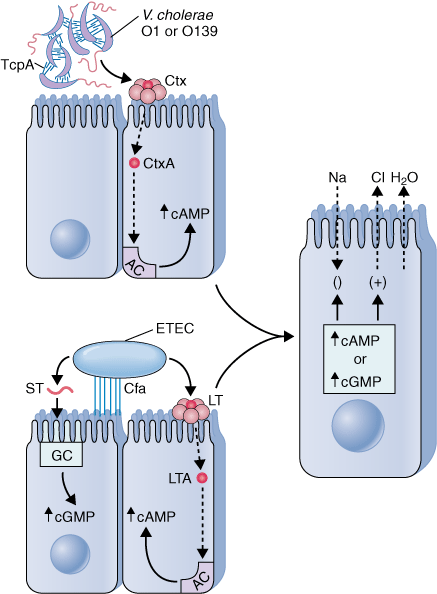 V. cholerae
O1 or O139
TcpA
Ctx
CtxA
cAMP
AC
Na
Cl
H₂O
()
(+)
cAMP
or
cGMP
ETEC
ST
Cfa
LT
GC
LTA
cGMP
cAMP
AC